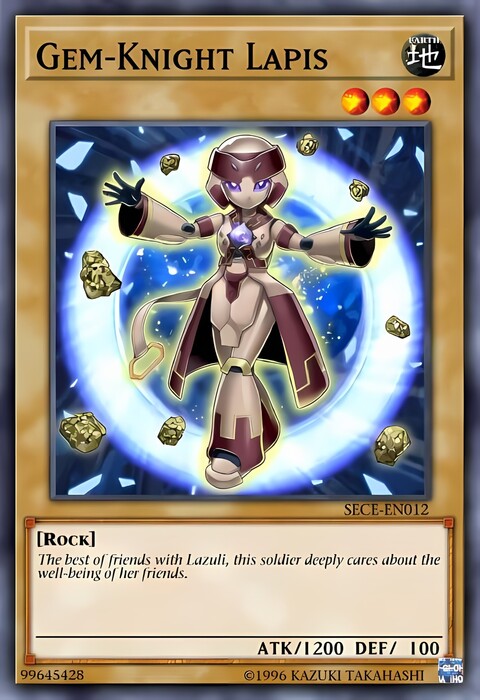 GEM-KNIGHT LAPIS
EARTH
地
SECE-EN012
[ROCK]
The best of friends with Lazuli, this soldier deeply cares about the
well-being of her friends.
ATK/1200 DEF/ 100
99645428
©1996 KAZUKI TAKAHASHI